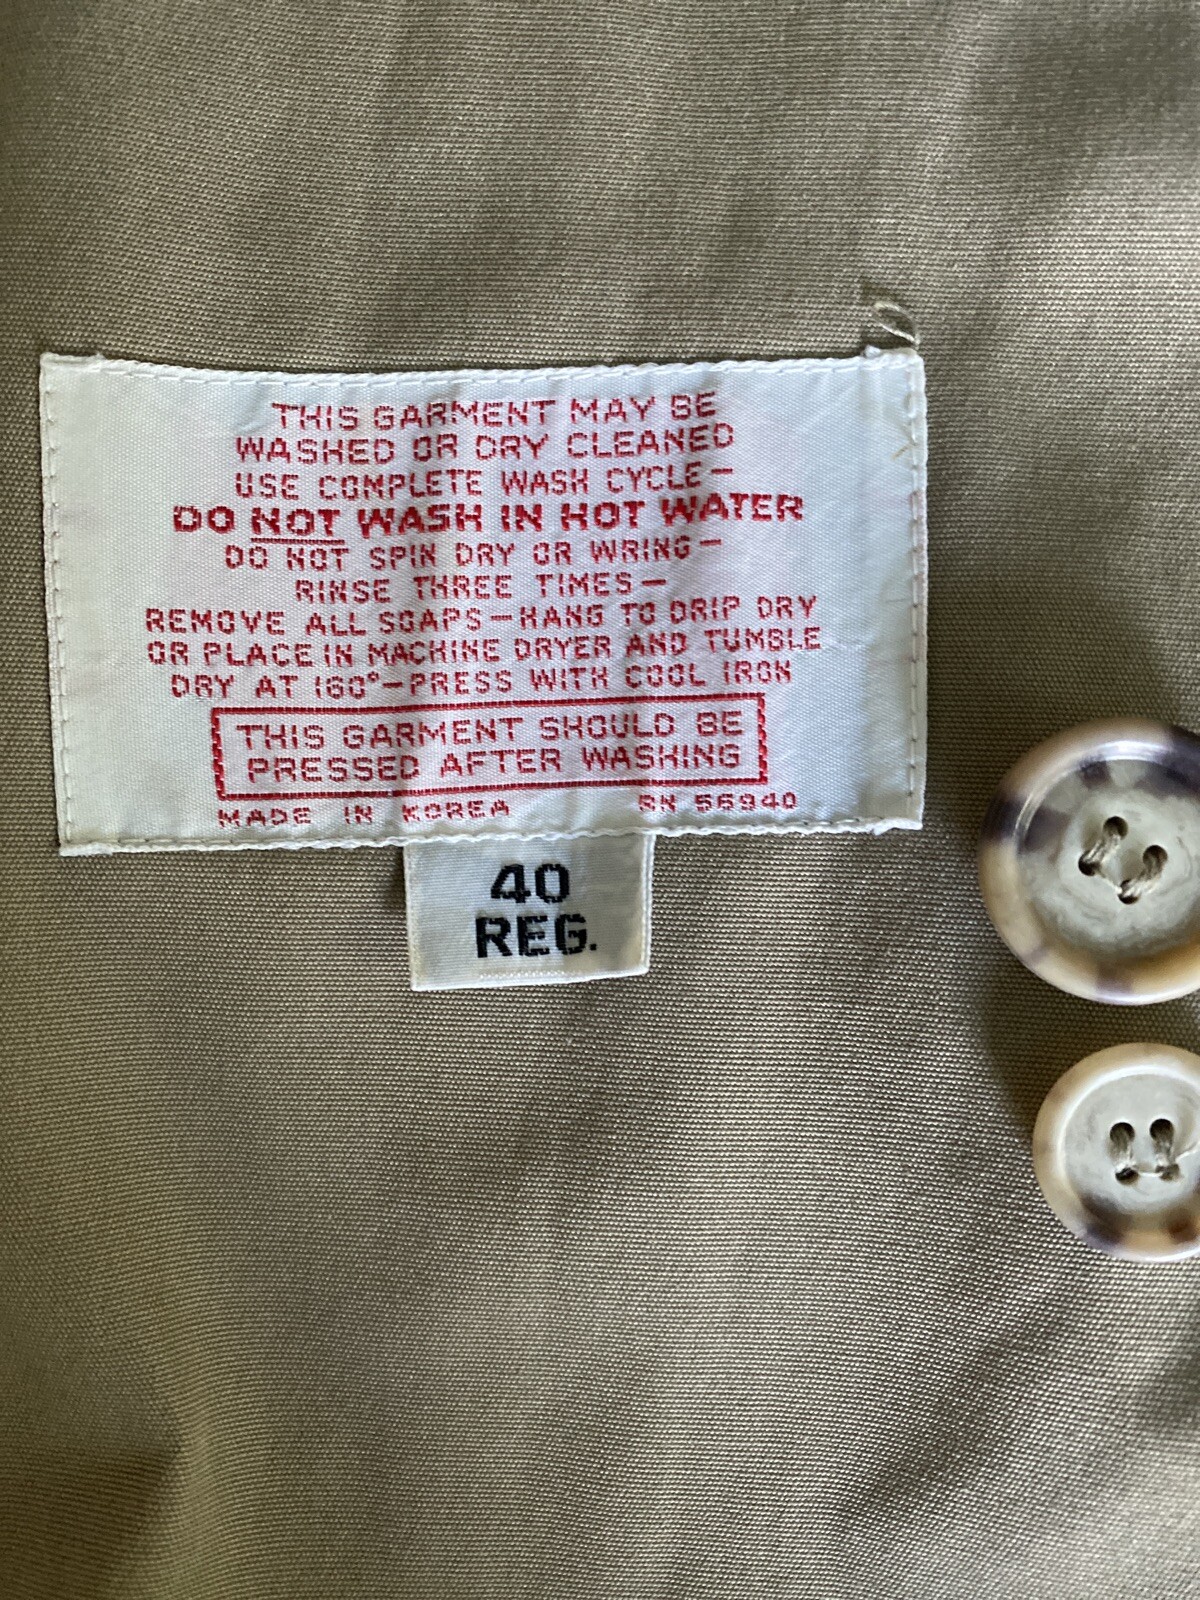 THIS GARMENT MAY BE
WASHED OR DRY CLEANED
USE COMPLETE WASH CYCLE—
DO NOT WASH IN HOT WATER
DO NOT SPIN DRY OR WRING—
RINSE THREE TIMES—
REMOVE ALL SOAPS—HANG TO DRIP DRY
OR PLACE IN MACHINE DRYER AND TUMBLE
DRY AT 160°—PRESS WITH COOL IRON
THIS GARMENT SHOULD BE
PRESSED AFTER WASHING
MADE IN KOREA RN 56940
40
REG.